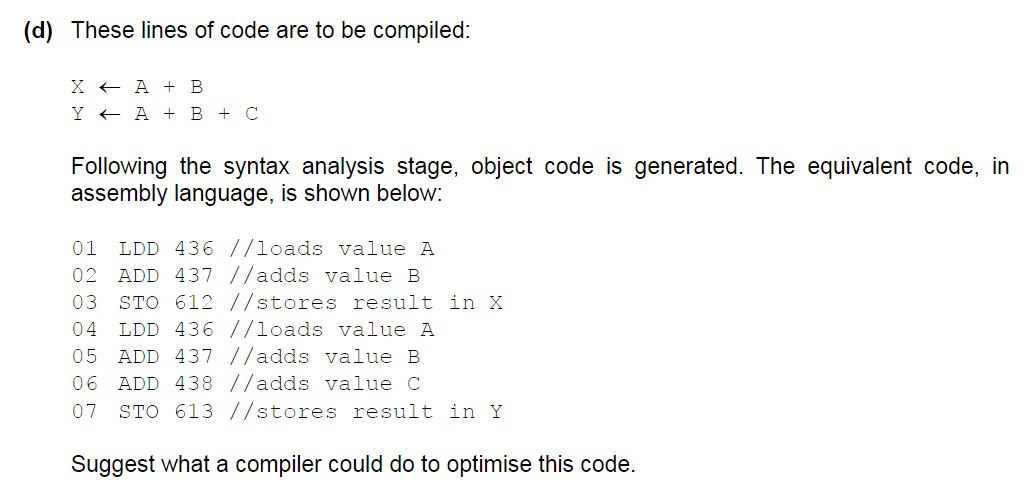 (d) These lines of code are to be compiled:
X ← A + B
Y ← A + B + C
Following the syntax analysis stage, object code is generated. The equivalent code, in
assembly language, is shown below:
01 LDD 436 //loads value A
02 ADD 437 //adds value B
03 STO 612 //stores result in X
04 LDD 436 //loads value A
05 ADD 437 //adds value B
06 ADD 438 //adds value C
07 STO 613 //stores result in Y
Suggest what a compiler could do to optimise this code.